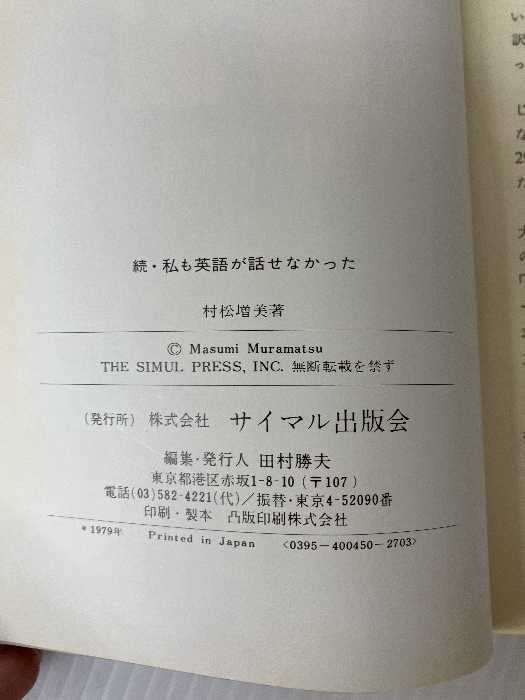 続・私も英語が話せなかった
村松増美著
© Masumi Muramatsu
THE SIMUL PRESS, INC. 無断転載を禁ず
(発行所) 株式会社 サイマル出版会
編集・発行人 田村勝夫
東京都港区赤坂1-8-10(〒107)
電話(03)582-4221(代)/振替・東京4-52090番
印刷・製本 凸版印刷株式会社
*1979年 Printed in Japan <0395-400450-2703>